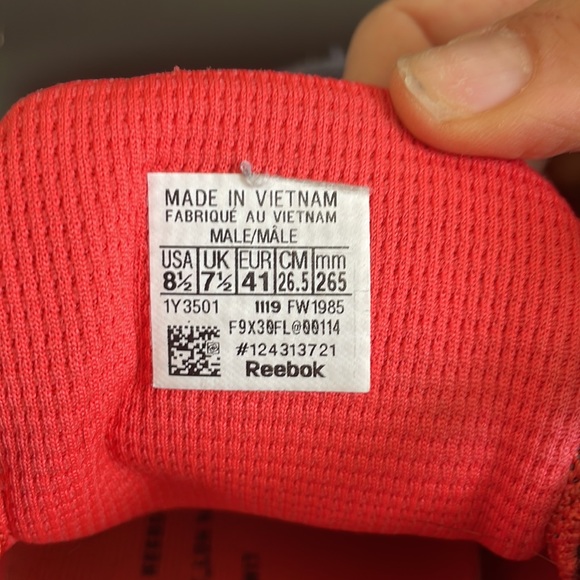 MADE IN VIETNAM
FABRIQUÉ AU VIETNAM
MALE/MÂLE
USA UK EUR CM mm
8½ 7½ 41 26.5 265
1Y3501 1119 FW1985
F9X30FL@00114
#124313721
Reebok